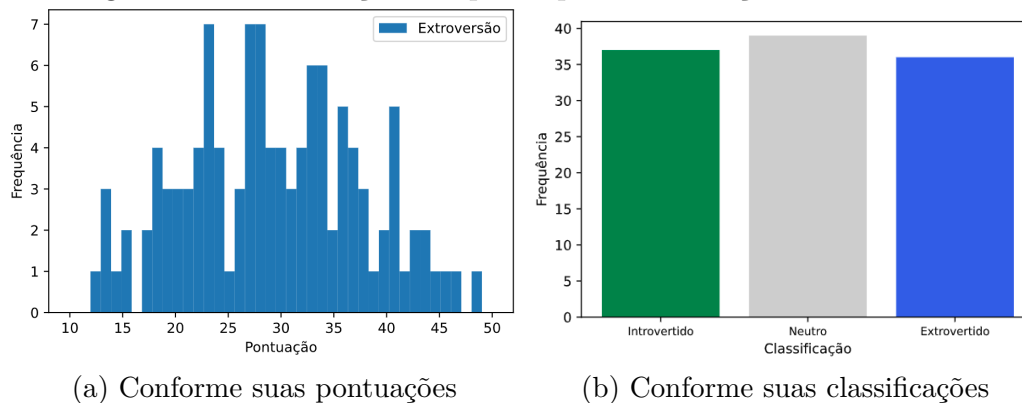 7
6
5
4
3
2
1
0
Frequência
Extroversão
10 15 20 25 30 35 40 45 50
Pontuação
(a) Conforme suas pontuações
40
35
30
25
20
15
10
5
0
Frequência
Introvertido Neutro Extrovertido
Classificação
(b) Conforme suas classificações